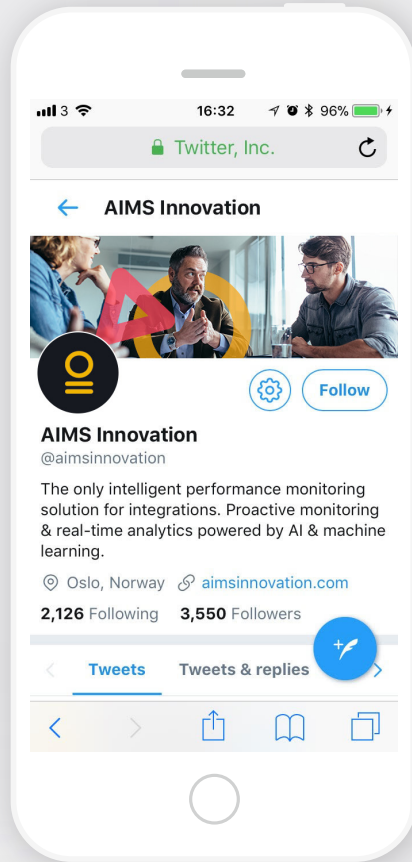 3 16:32 96%
Twitter, Inc.
AIMS Innovation
Follow
AIMS Innovation
@aimsinnovation
The only intelligent performance monitoring
solution for integrations. Proactive monitoring
& real-time analytics powered by AI & machine
learning.
Oslo, Norway aimsinnovation.com
2,126 Following 3,550 Followers
Tweets Tweets & replies